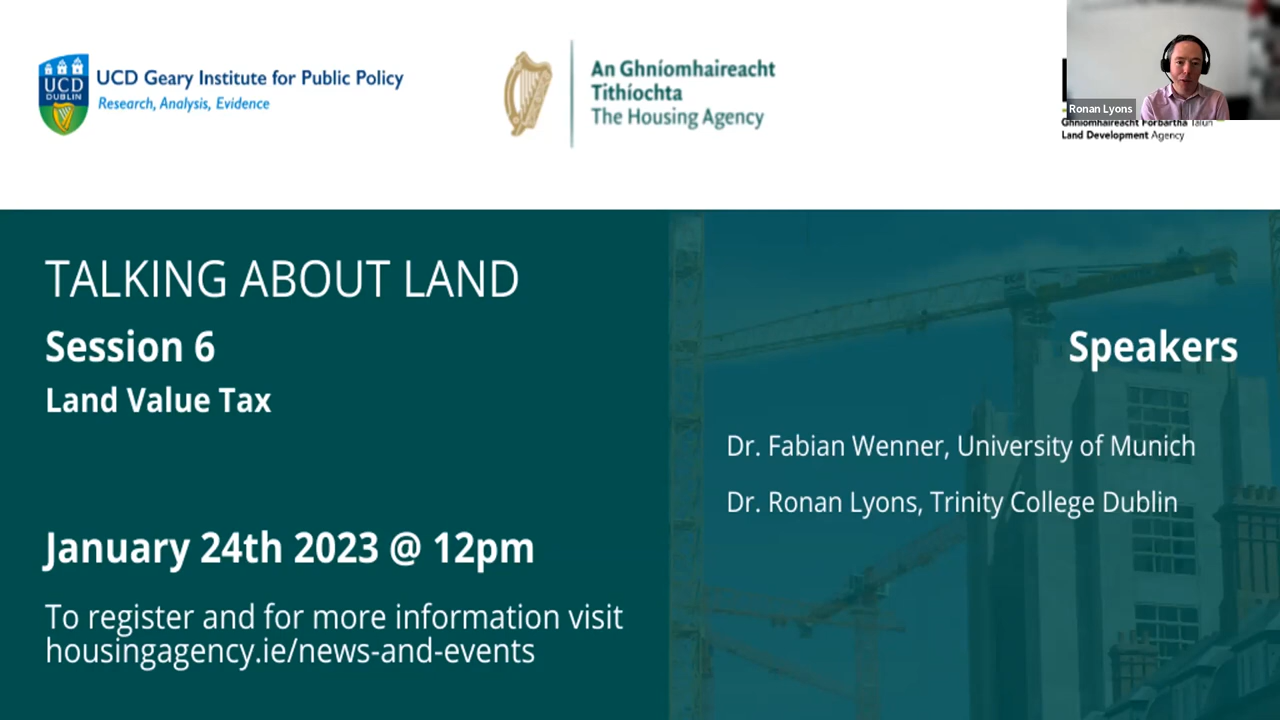 UCD
DUBLIN
UCD Geary Institute for Public Policy
Research, Analysis, Evidence
An Ghníomhaireacht
Tithíochta
The Housing Agency
Ronan Lyons
Ghníomhaireacht Forbartha Talún
Land Development Agency
TALKING ABOUT LAND
Session 6
Land Value Tax
Speakers
Dr. Fabian Wenner, University of Munich
Dr. Ronan Lyons, Trinity College Dublin
January 24th 2023 @ 12pm
To register and for more information visit
housingagency.ie/news-and-events